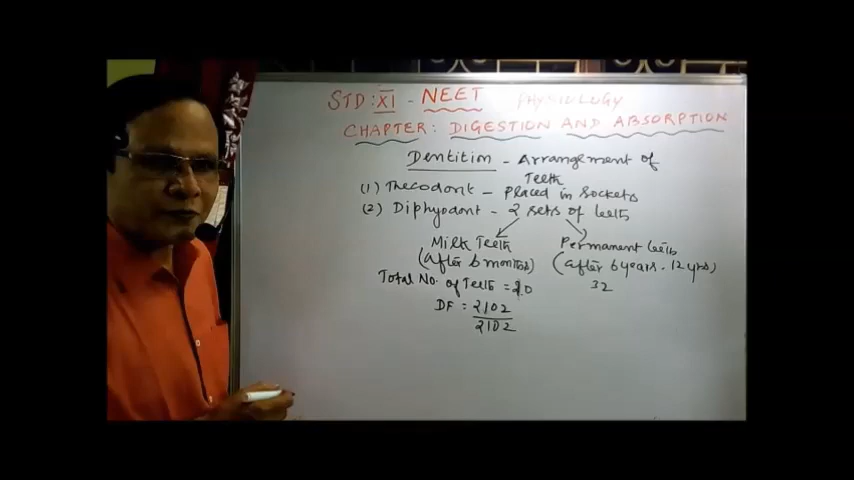 STD: XI - NEET PHYSIOLOGY
CHAPTER: DIGESTION AND ABSORPTION
Dentition - Arrangement of Teeth
(1) Thecodont - placed in sockets
(2) Diphyodont - 2 sets of teeth
Milk Teeth
(after 6 months)
Permanent teeth
(after 6 years - 12 yrs)
32
Total No. of Teeth = 20
DF = 2102
2102